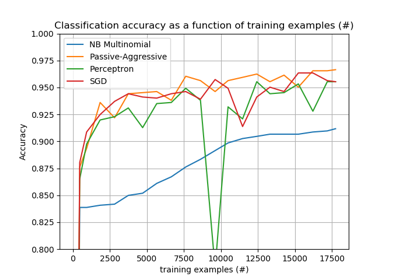 Classification accuracy as a function of training examples (#)
1.000
0.975
0.950
0.925
0.900
0.875
0.850
0.825
0.800
Accuracy
NB Multinomial
Passive-Aggressive
Perceptron
SGD
0 2500 5000 7500 10000 12500 15000 17500
training examples (#)